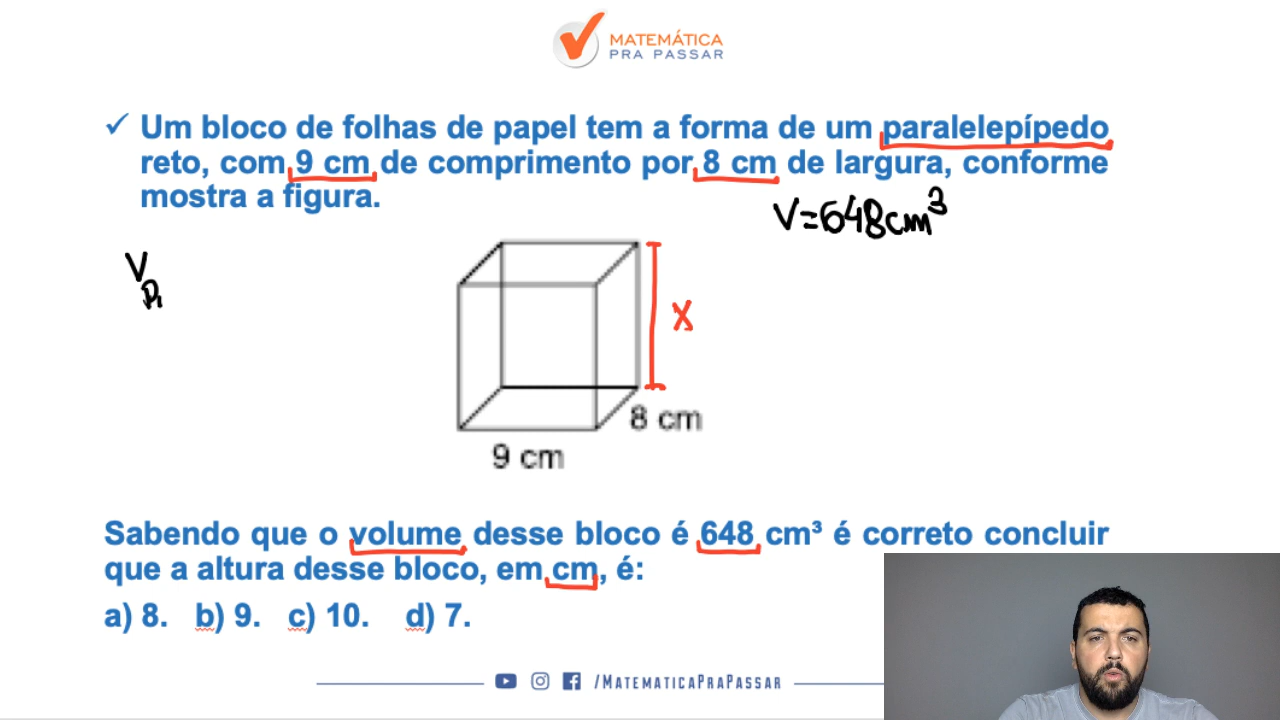 MATEMÁTICA
PRA PASSAR
✓ Um bloco de folhas de papel tem a forma de um paralelepípedo
reto, com 9 cm de comprimento por 8 cm de largura, conforme
mostra a figura.
V=648cm³
V
X
8 cm
9 cm
Sabendo que o volume desse bloco é 648 cm³ é correto concluir
que a altura desse bloco, em cm, é:
a) 8. b) 9. c) 10. d) 7.
/MATEMATICAPRAPASSAR